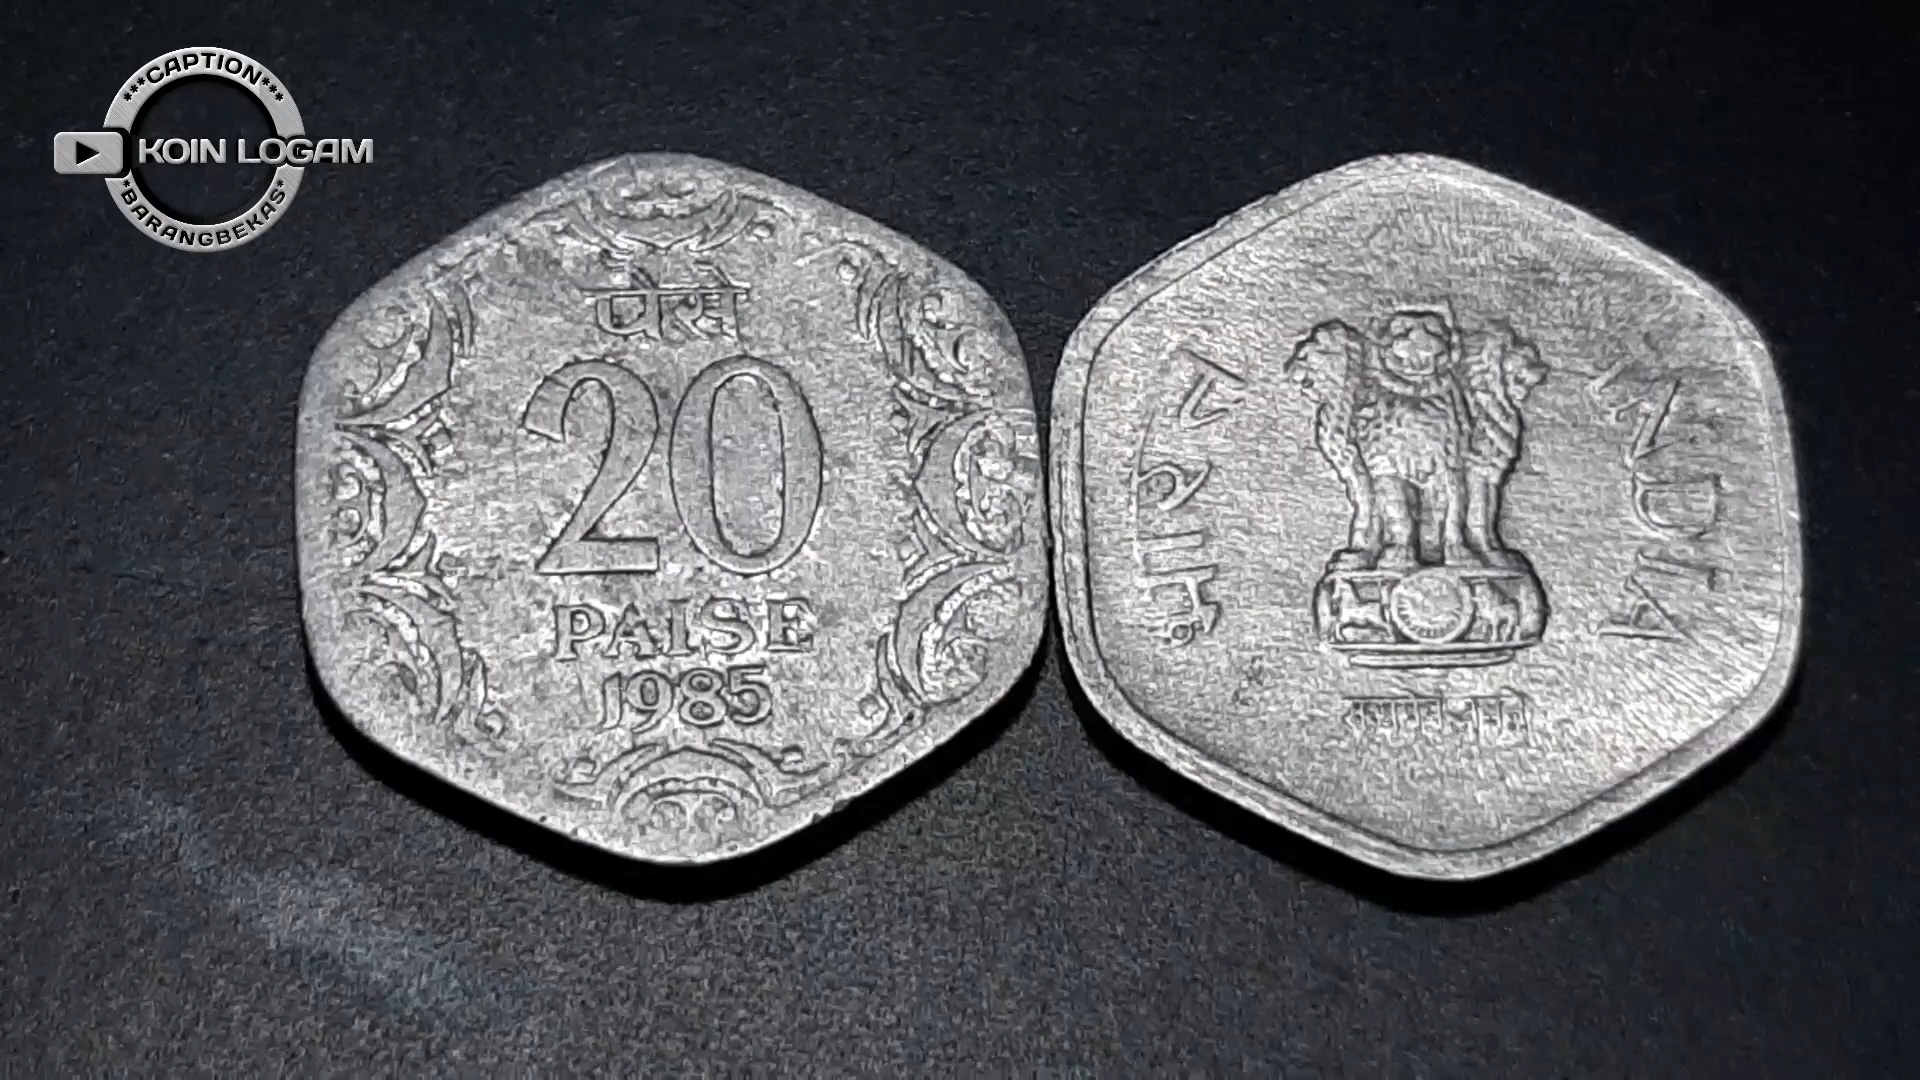 ***CAPTION***
KOIN LOGAM
*BARANGBEKAS*
पैसे
20
PAISE
1985
भारत
INDIA
सत्यमेव जयते